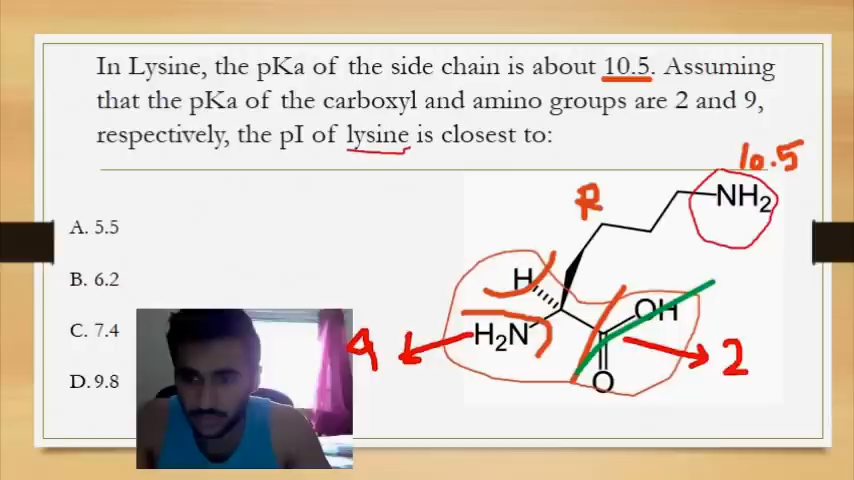 In Lysine, the pKa of the side chain is about 10.5. Assuming
that the pKa of the carboxyl and amino groups are 2 and 9,
respectively, the pI of lysine is closest to:
10.5
NH2
R
A. 5.5
B. 6.2
H
OH
C. 7.4
H2N
9
2
D. 9.8
O